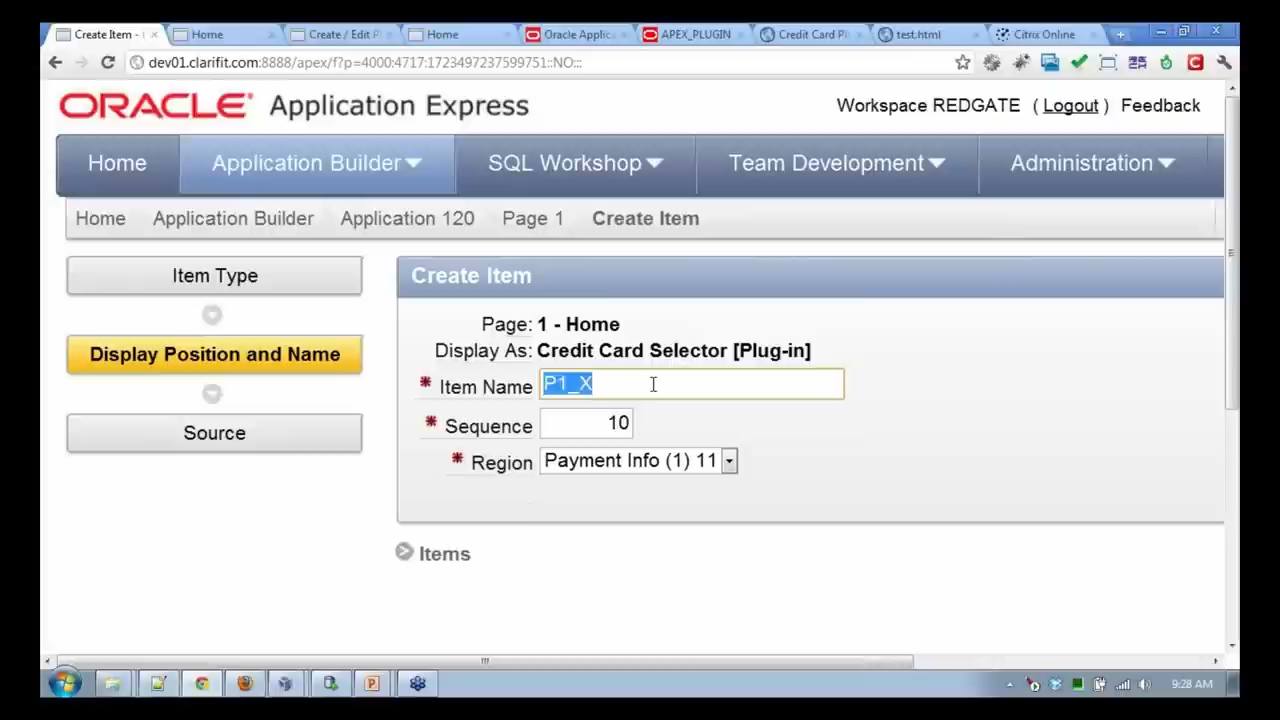 Create Item -
Home
Create / Edit P
Home
Oracle Applic
APEX_PLUGIN
Credit Card Pl
test.html
Citrix Online
dev01.clarifit.com:8888/apex/f?p=4000:4717:1723497237599751::NO:::
ORACLE® Application Express
Workspace REDGATE ( Logout ) Feedback
Home
Application Builder
SQL Workshop
Team Development
Administration
Home
Application Builder
Application 120
Page 1
Create Item
Item Type
Display Position and Name
Source
Create Item
Page: 1 - Home
Display As: Credit Card Selector [Plug-in]
* Item Name P1_X
* Sequence 10
* Region Payment Info (1) 11
Items
9:28 AM